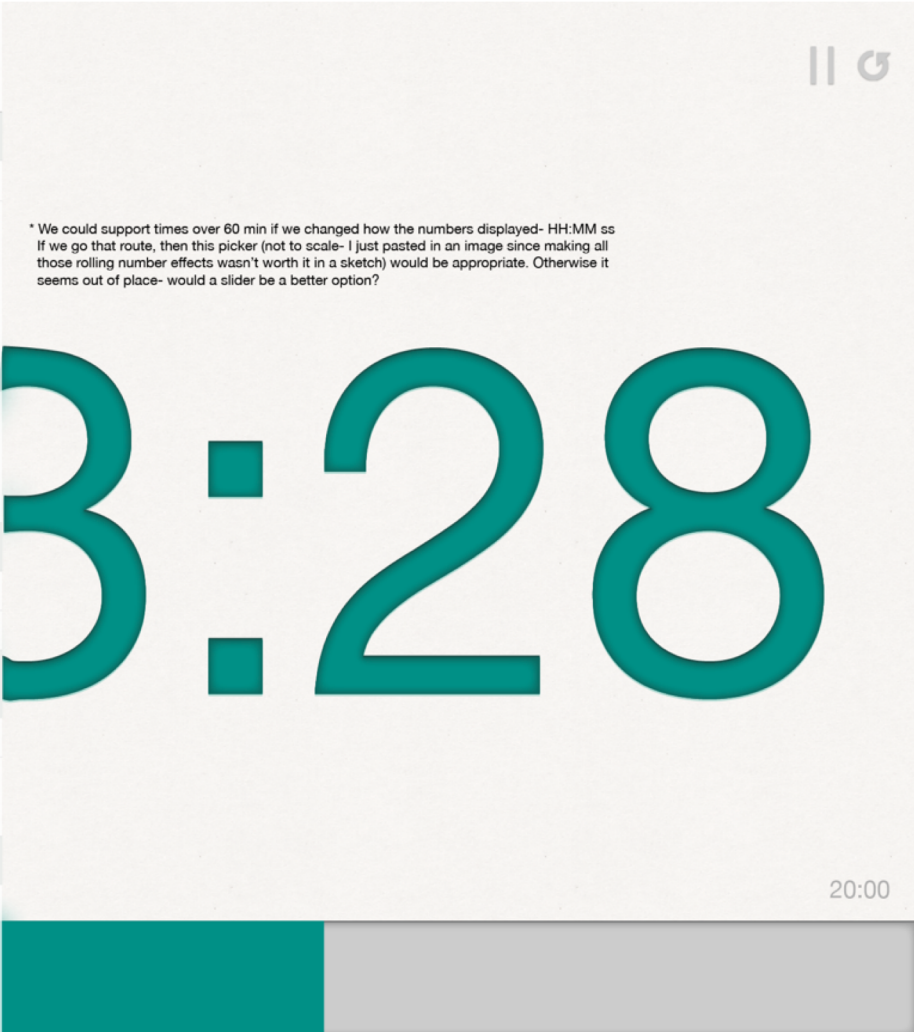 * We could support times over 60 min if we changed how the numbers displayed- HH:MM ss
If we go that route, then this picker (not to scale- I just pasted in an image since making all
those rolling number effects wasn't worth it in a sketch) would be appropriate. Otherwise it
seems out of place- would a slider be a better option?
3:28
20:00